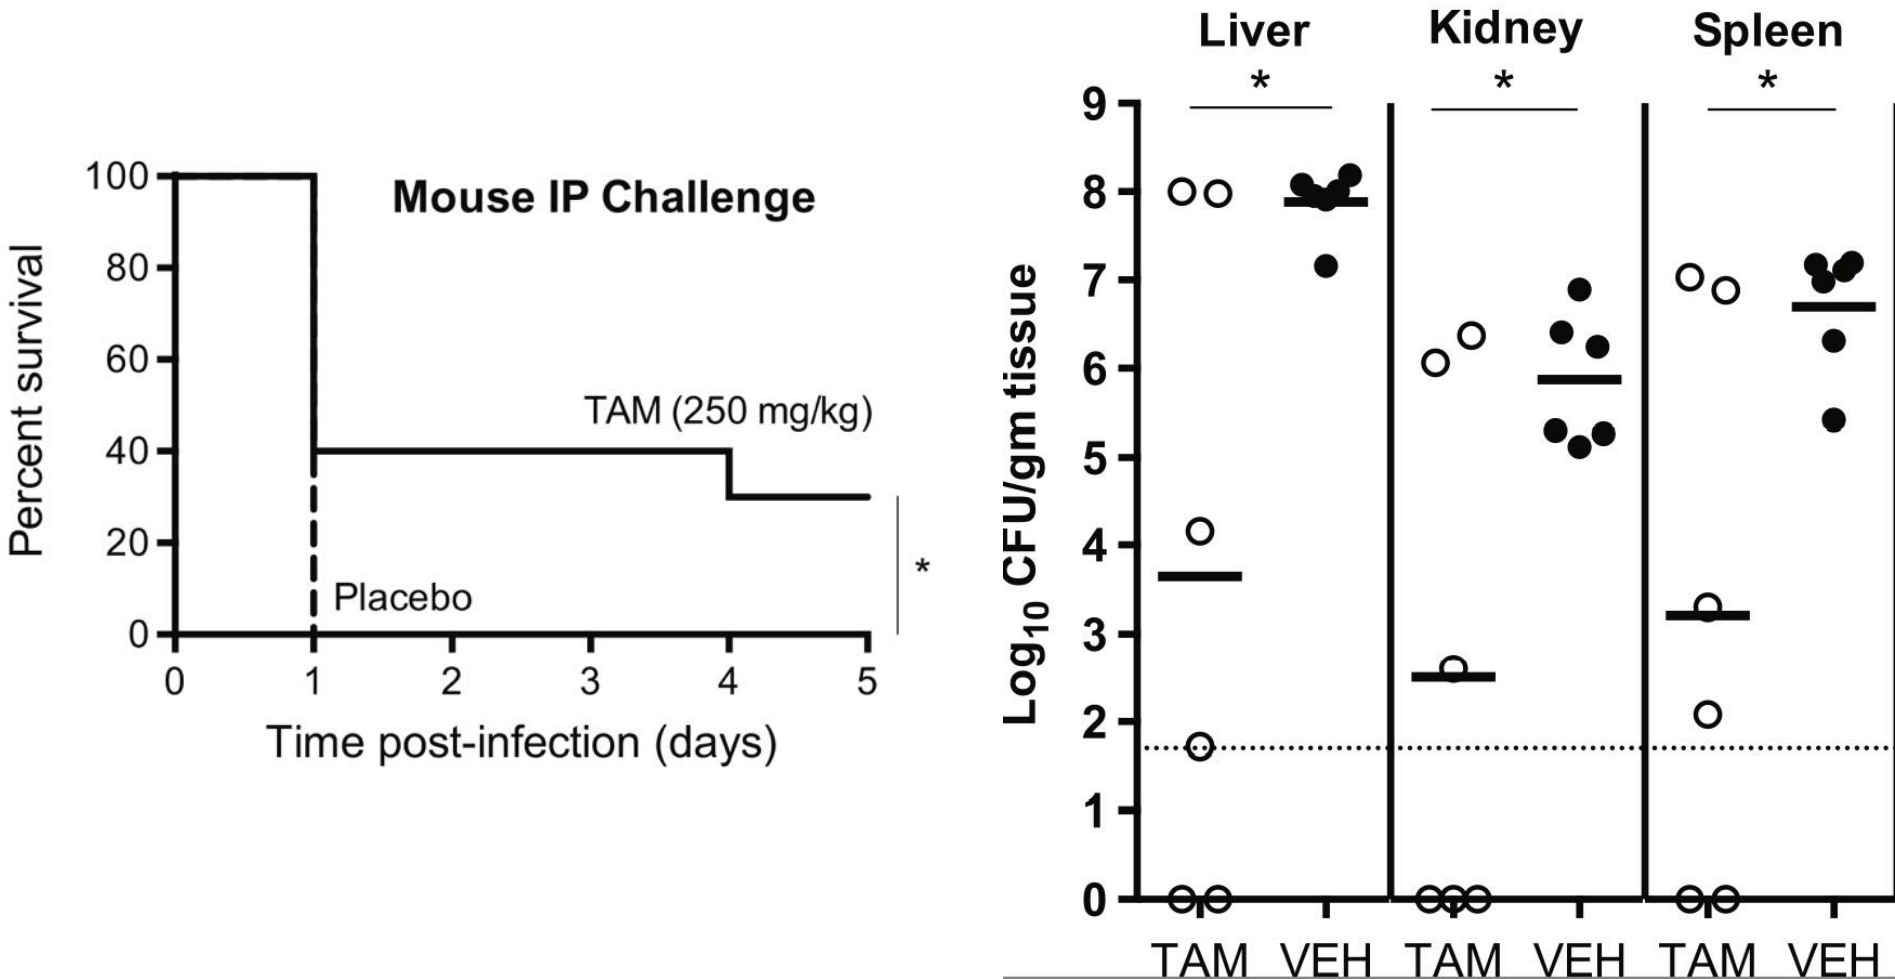 Mouse IP Challenge
Percent survival
100
80
60
40
20
0
TAM (250 mg/kg)
Placebo
*
0 1 2 3 4 5
Time post-infection (days)
Liver Kidney Spleen
* * *
Log10 CFU/gm tissue
9
8
7
6
5
4
3
2
1
0
TAM VEH TAM VEH TAM VEH